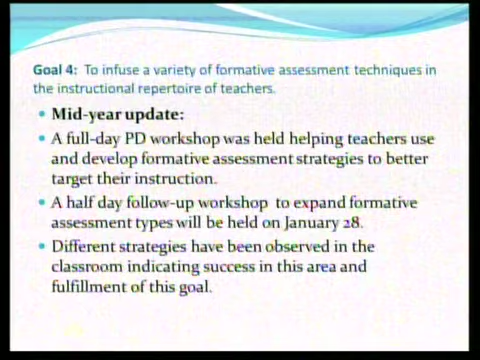 Goal 4: To infuse a variety of formative assessment techniques in
the instructional repertoire of teachers.
• Mid-year update:
• A full-day PD workshop was held helping teachers use
and develop formative assessment strategies to better
target their instruction.
• A half day follow-up workshop to expand formative
assessment types will be held on January 28.
• Different strategies have been observed in the
classroom indicating success in this area and
fulfillment of this goal.